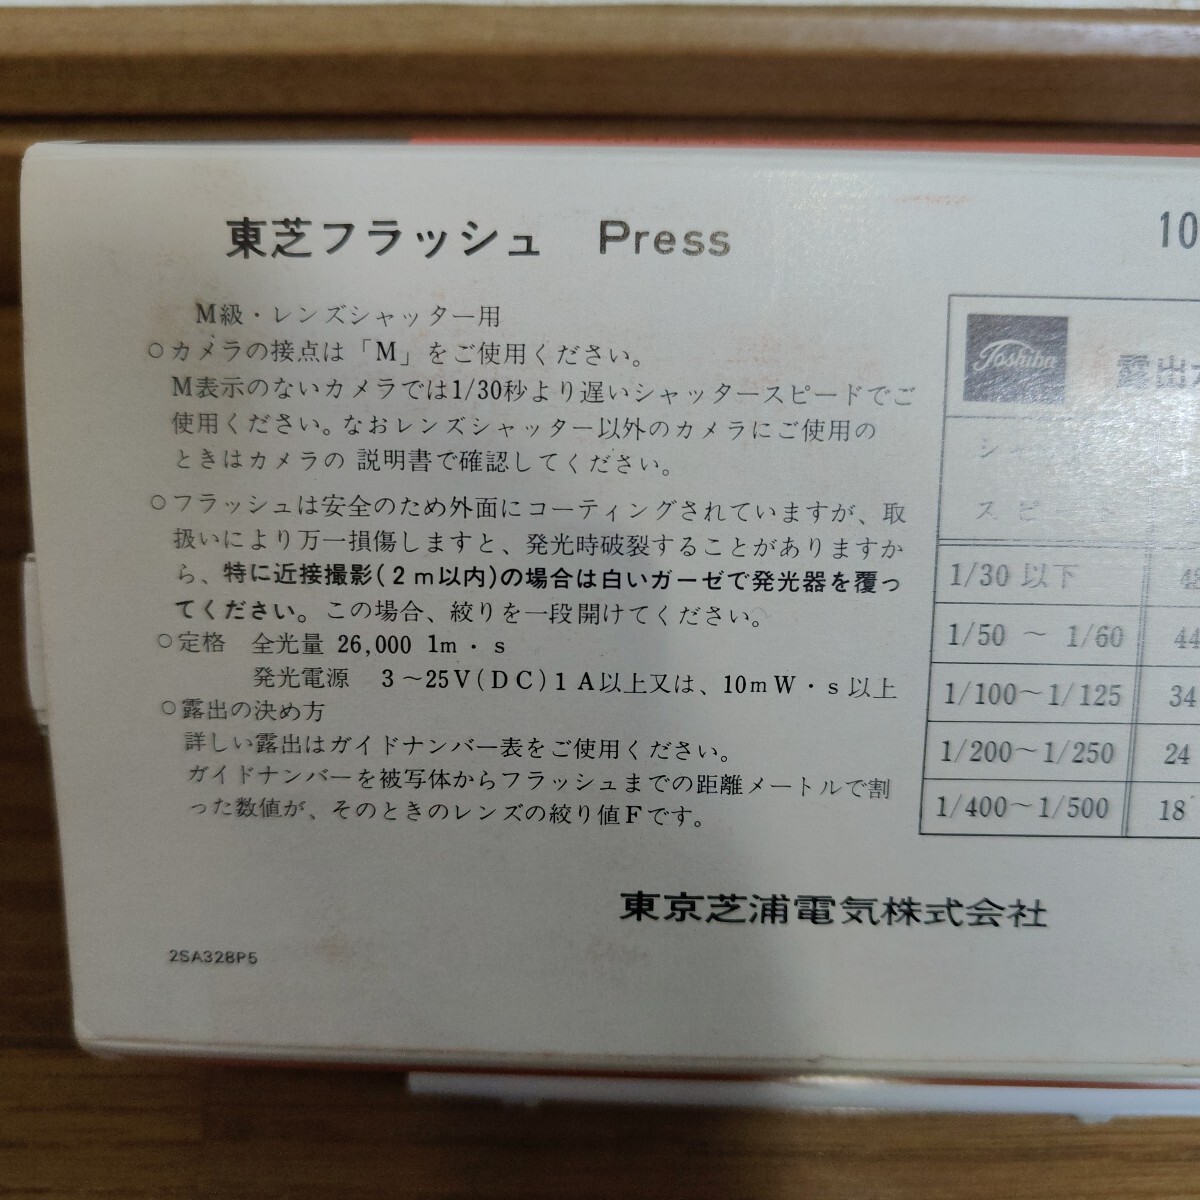 東芝フラッシュ Press 10
M級・レンズシャッター用
○カメラの接点は「M」をご使用ください。
M表示のないカメラでは1/30秒より遅いシャッタースピードでご
使用ください。なおレンズシャッター以外のカメラにご使用の
ときはカメラの 説明書で確認してください。
○フラッシュは安全のため外面にコーティングされていますが、取
扱いにより万一損傷しますと、発光時破裂することがありますか
ら、特に近接撮影(2m以内)の場合は白いガーゼで発光器を覆っ
てください。この場合、絞りを一段開けてください。
○定格 全光量 26,000 lm・s
発光電源 3～25V(DC)1A以上又は、10mW・s以上
○露出の決め方
詳しい露出はガイドナンバー表をご使用ください。
ガイドナンバーを被写体からフラッシュまでの距離メートルで割
った数値が、そのときのレンズの絞り値Fです。
東京芝浦電気株式会社
2SA328P5
Toshiba 露出
シャ
スピ
1/30 以下
1/50 ～ 1/60 44
1/100～1/125 34
1/200～1/250 24
1/400～1/500 18